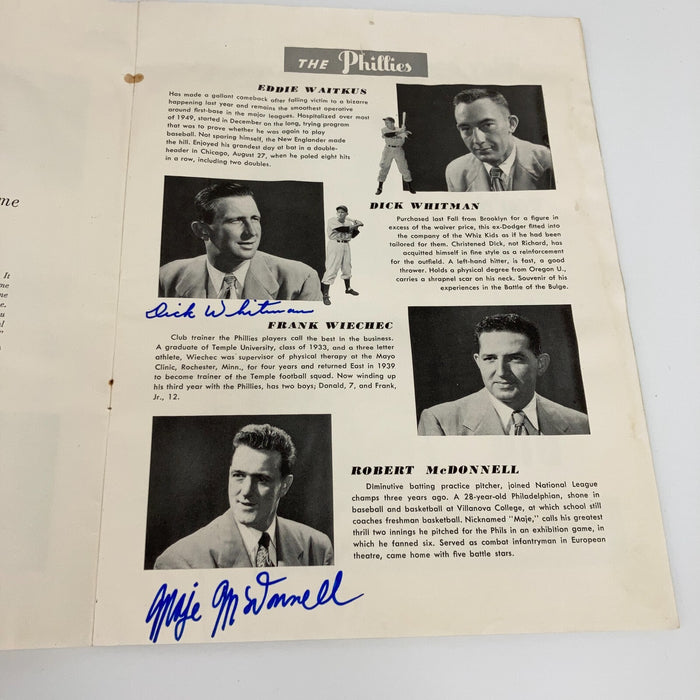 THE Phillies
EDDIE WAITKUS
Has made a gallant comeback after falling victim to a bizarre
happening last year and remains the smoothest operative
around first-base in the major leagues. Hospitalized over most
of 1949, started in December on the long, trying program
that was to prove whether he was again to play
baseball. Not sparing himself, the New Englander made
the hill. Enjoyed his grandest day at bat in a double-
header in Chicago, August 27, when he poled eight hits
in a row, including two doubles.
DICK WHITMAN
Purchased last Fall from Brooklyn for a figure in
excess of the waiver price, this ex-Dodger fitted into
the company of the Whiz Kids as if he had been
tailored for them. Christened Dick, not Richard, has
acquitted himself in fine style as a reinforcement
for the outfield. A left-hand hitter, is fast, a good
thrower. Holds a physical degree from Oregon U.,
carries a shrapnel scar on his neck. Souvenir of his
experiences in the Battle of the Bulge.
Dick Whitman
FRANK WIECHEC
Club trainer the Phillies players call the best in the business.
A graduate of Temple University, class of 1933, and a three letter
athlete, Wiechec was supervisor of physical therapy at the Mayo
Clinic, Rochester, Minn., for four years and returned East in 1939
to become trainer of the Temple football squad. Now winding up
his third year with the Phillies, has two boys; Donald, 7, and Frank,
Jr., 12.
ROBERT McDONNELL
Diminutive batting practice pitcher, joined National League
champs three years ago. A 28-year-old Philadelphian, shone in
baseball and basketball at Villanova College, at which school still
coaches freshman basketball. Nicknamed "Maje," calls his greatest
thrill two innings he pitched for the Phils in an exhibition game, in
which he fanned six. Served as combat infantryman in European
theatre, came home with five battle stars.
Maje McDonnell